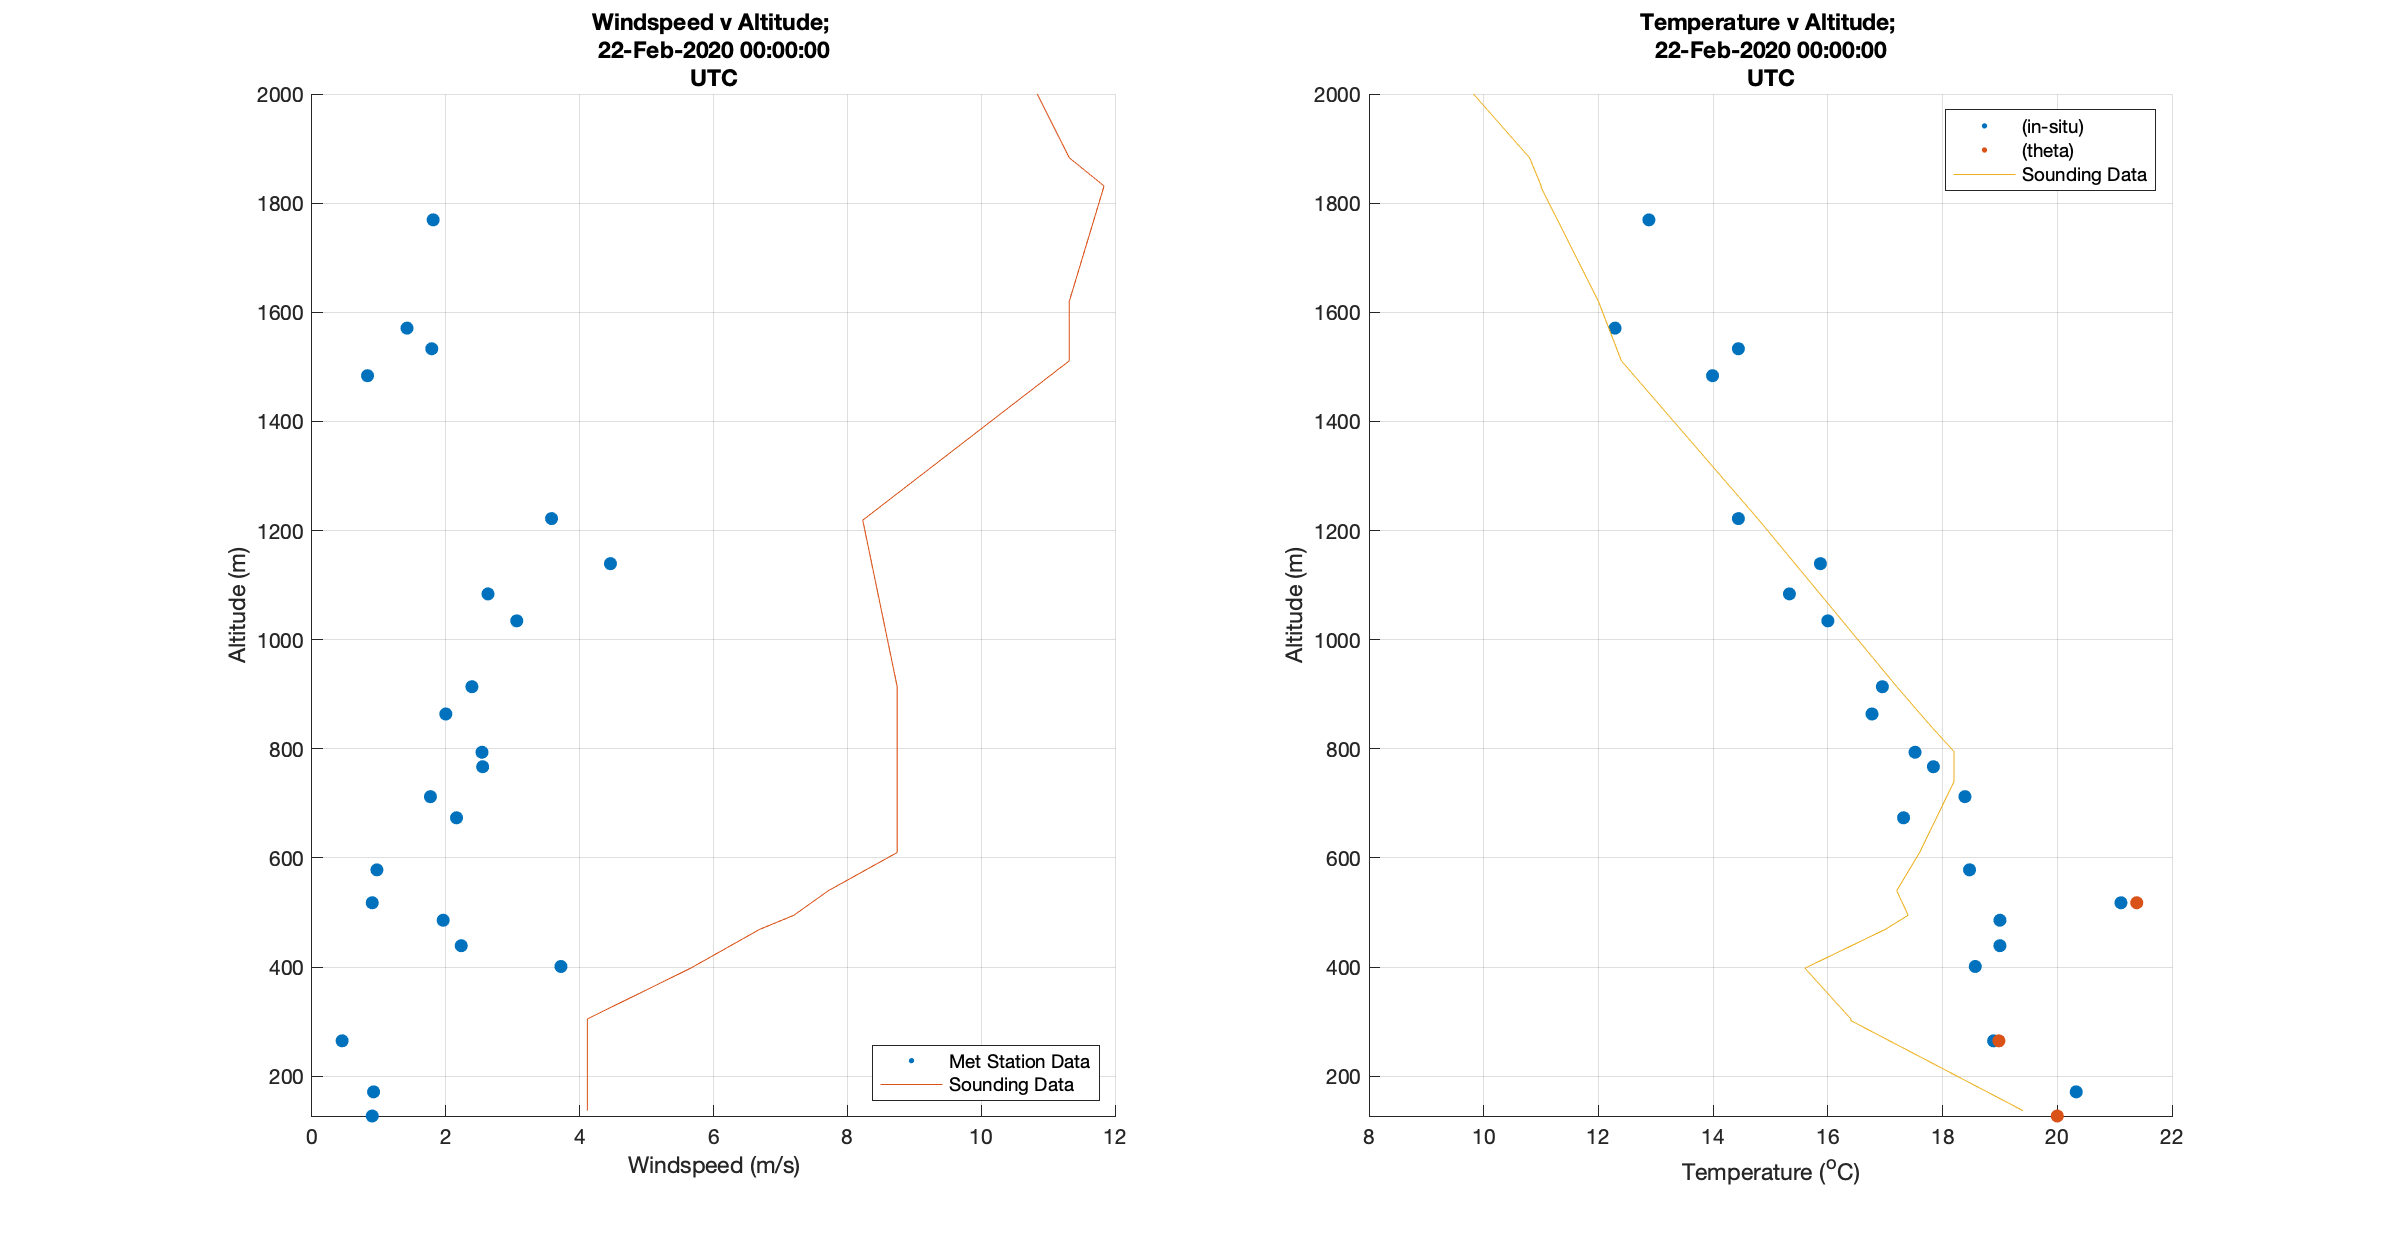 Windspeed v Altitude;
22-Feb-2020 00:00:00
UTC
2000
1800
1600
1400
1200
1000
800
600
400
200
Altitude (m)
0 2 4 6 8 10 12
Windspeed (m/s)
Met Station Data
Sounding Data
Temperature v Altitude;
22-Feb-2020 00:00:00
UTC
2000
1800
1600
1400
1200
1000
800
600
400
200
Altitude (m)
8 10 12 14 16 18 20 22
Temperature (°C)
(in-situ)
(theta)
Sounding Data